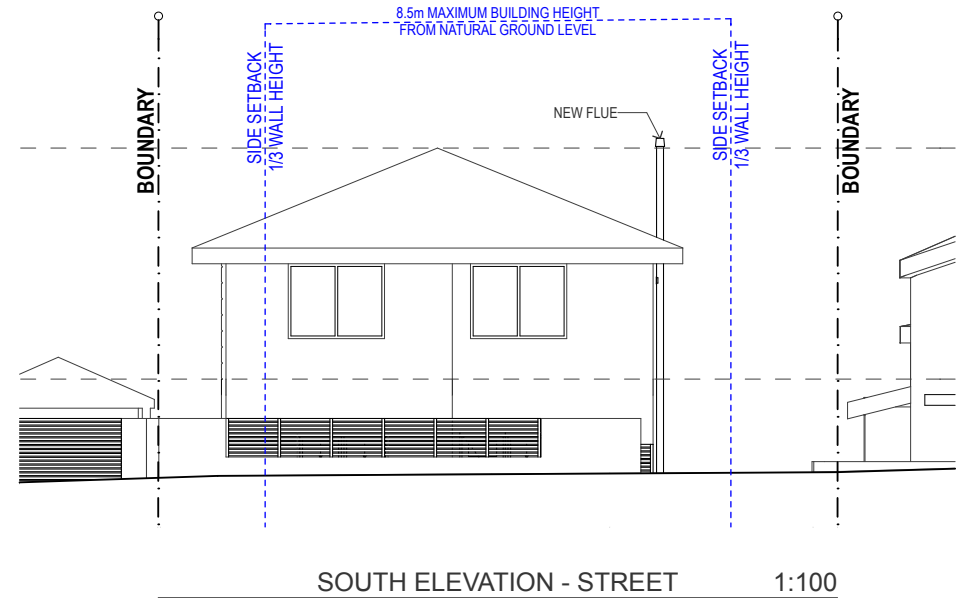 8.5m MAXIMUM BUILDING HEIGHT
FROM NATURAL GROUND LEVEL
BOUNDARY
SIDE SETBACK
1/3 WALL HEIGHT
NEW FLUE
SIDE SETBACK
1/3 WALL HEIGHT
BOUNDARY
SOUTH ELEVATION - STREET 1:100